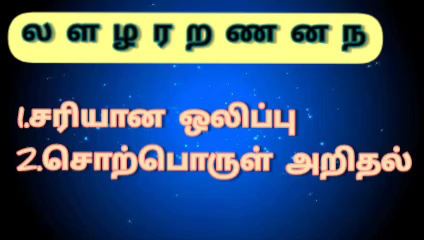 ல ள ழ ர ற ண ன ந
1.சரியான ஒலிப்பு
2.சொற்பொருள் அறிதல்